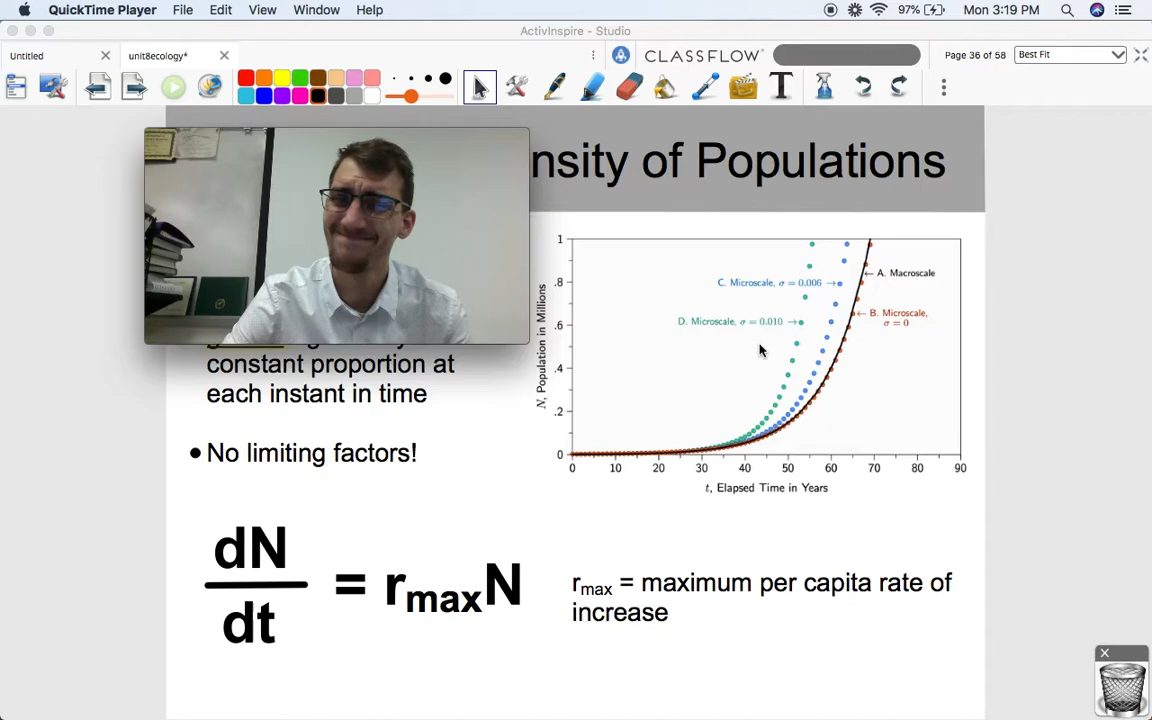 QuickTime Player File Edit View Window Help 97% Mon 3:19 PM
ActivInspire - Studio
Untitled unit8ecology* CLASSFLOW Page 36 of 58 Best Fit
nsity of Populations
constant proportion at
each instant in time
• No limiting factors!
dN
dt
= rmaxN
N, Population in Millions
1
.8
.6
.4
.2
0
0 10 20 30 40 50 60 70 80 90
t, Elapsed Time in Years
← A. Macroscale
C. Microscale, σ = 0.006 →
← B. Microscale,
σ = 0
D. Microscale, σ = 0.010 →
rmax = maximum per capita rate of
increase